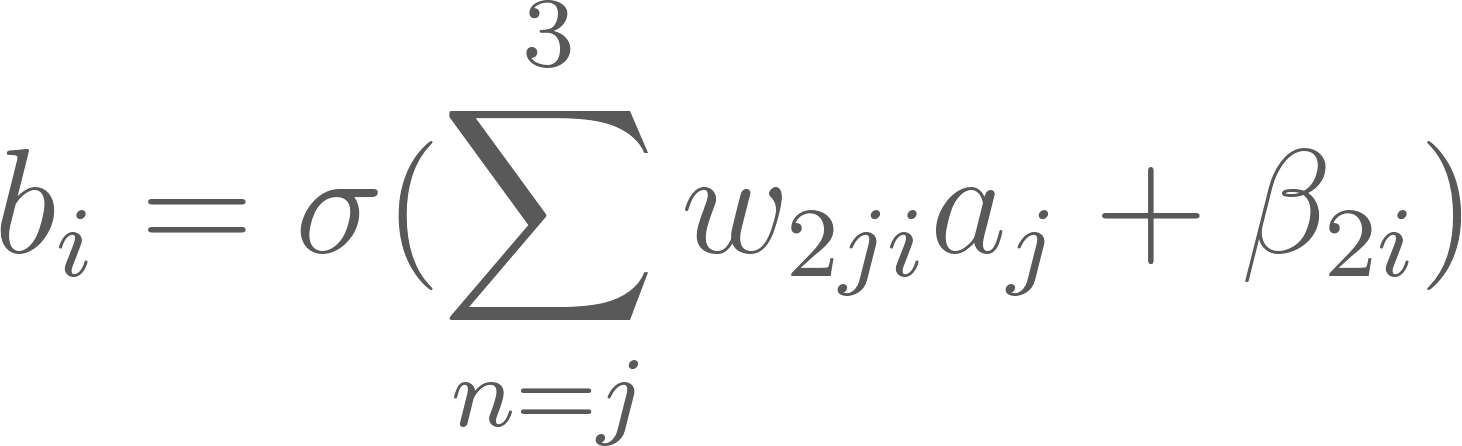 b_i = \sigma(\sum_{n=j}^{3} w_{2ji} a_j + \beta_{2i})